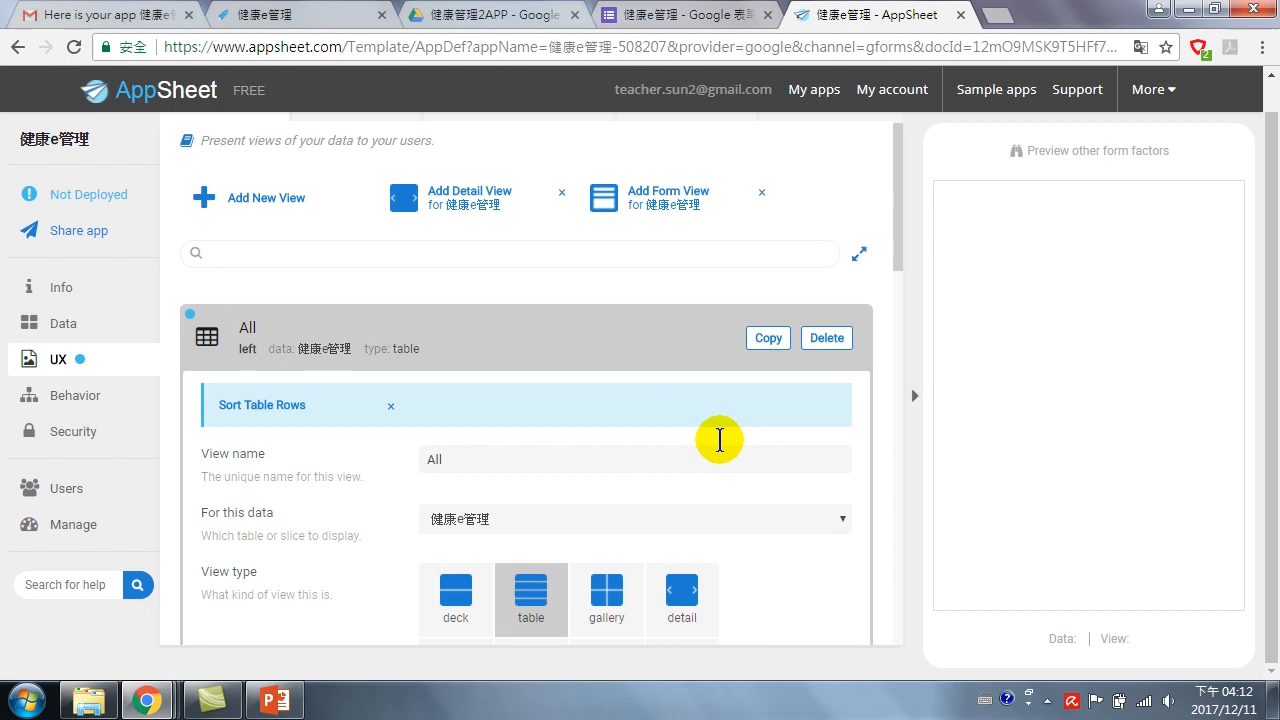 Here is your app 健康e管
健康e管理
健康管理2APP - Google
健康e管理 - Google 表單
健康e管理 - AppSheet
安全
https://www.appsheet.com/Template/AppDef?appName=健康e管理-508207&provider=google&channel=gforms&tbcId=12mO9MSK9T5HFf7...
2
AppSheet FREE
teacher.sun2@gmail.com
My apps
My account
Sample apps
Support
More
健康e管理
Not Deployed
Share app
Info
Data
UX
Behavior
Security
Users
Manage
Search for help
Present views of your data to your users.
Add New View
Add Detail View
for 健康e管理
×
Add Form View
for 健康e管理
×
All
left data: 健康e管理 type: table
Copy
Delete
Sort Table Rows ×
View name
The unique name for this view.
All
For this data
Which table or slice to display.
健康e管理
View type
What kind of view this is.
deck
table
gallery
detail
Preview other form factors
Data: | View:
下午 04:12
2017/12/11